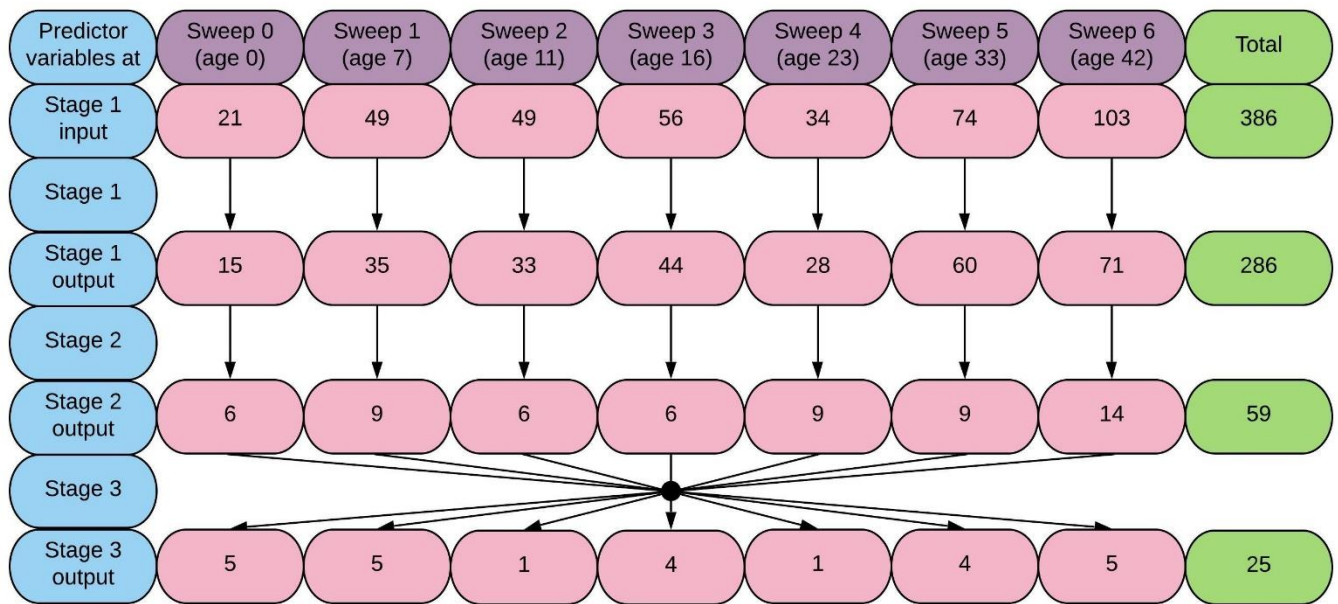 Predictor
variables at
Sweep 0
(age 0)
Sweep 1
(age 7)
Sweep 2
(age 11)
Sweep 3
(age 16)
Sweep 4
(age 23)
Sweep 5
(age 33)
Sweep 6
(age 42)
Total
Stage 1
input
21
49
49
56
34
74
103
386
Stage 1
Stage 1
output
15
35
33
44
28
60
71
286
Stage 2
Stage 2
output
6
9
6
6
9
9
14
59
Stage 3
Stage 3
output
5
5
1
4
1
4
5
25